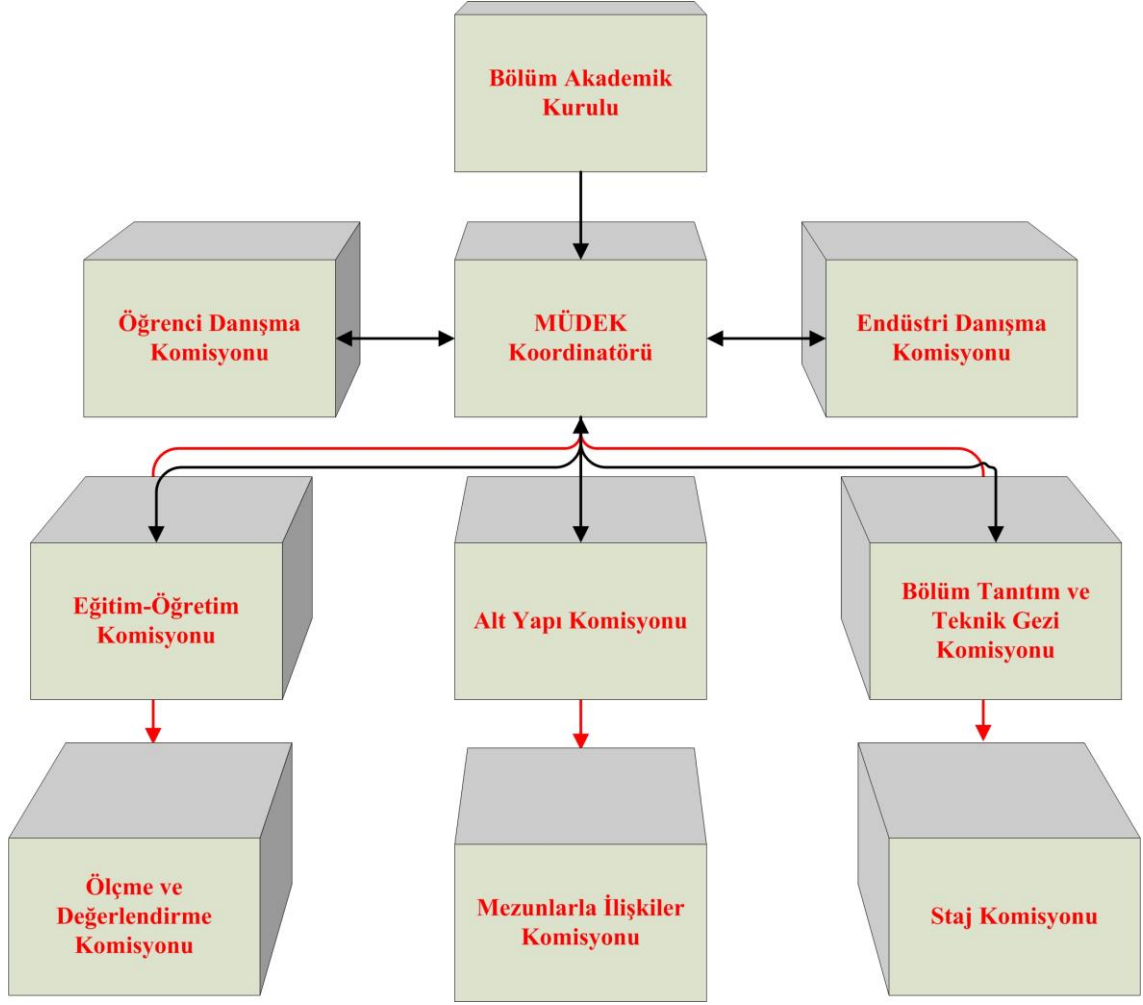 Bölüm Akademik
Kurulu
Öğrenci Danışma
Komisyonu
MÜDEK
Koordinatörü
Endüstri Danışma
Komisyonu
Eğitim-Öğretim
Komisyonu
Alt Yapı Komisyonu
Bölüm Tanıtım ve
Teknik Gezi
Komisyonu
Ölçme ve
Değerlendirme
Komisyonu
Mezunlarla İlişkiler
Komisyonu
Staj Komisyonu